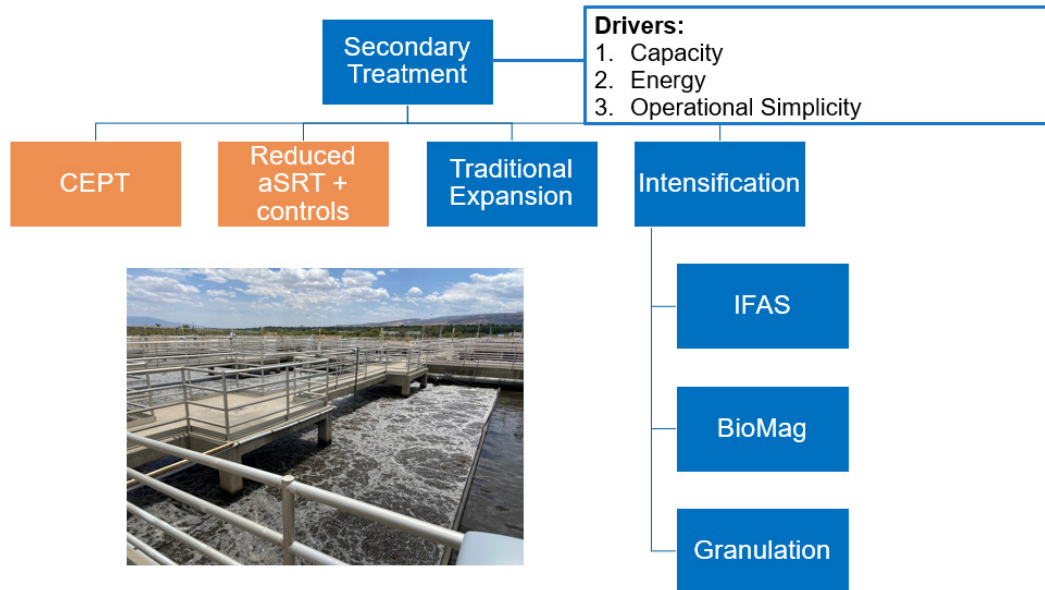 Secondary
Treatment
Drivers:
1. Capacity
2. Energy
3. Operational Simplicity
CEPT
Reduced
aSRT +
controls
Traditional
Expansion
Intensification
IFAS
BioMag
Granulation